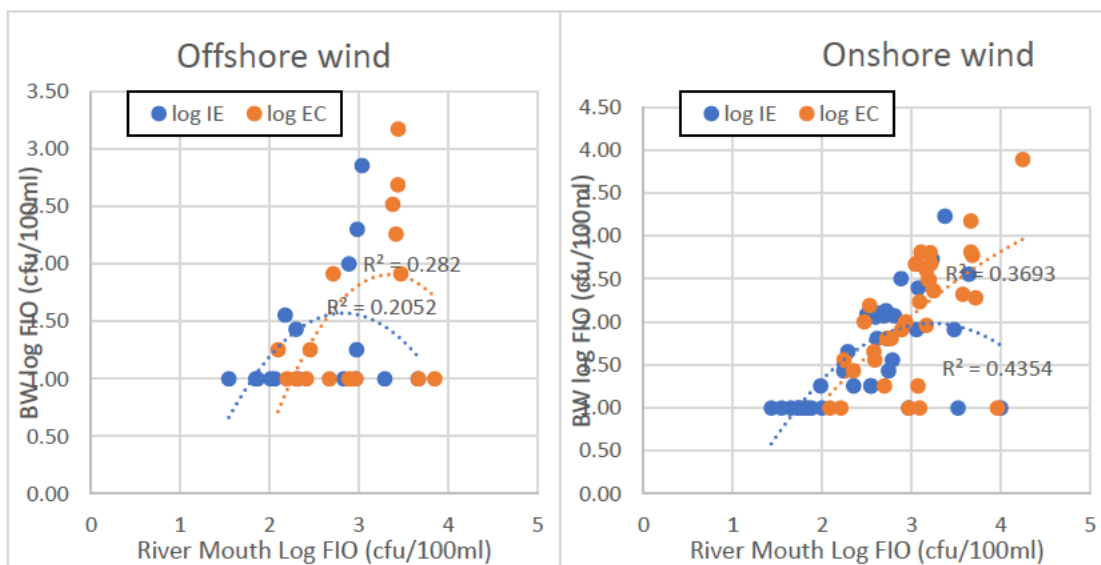 Offshore wind
log IE log EC
3.50
3.00
2.50
2.00
1.50
1.00
0.50
0.00
BW log FIO (cfu/100ml)
R² = 0.282
R² = 0.2052
0 1 2 3 4 5
River Mouth Log FIO (cfu/100ml)
Onshore wind
log IE log EC
4.50
4.00
3.50
3.00
2.50
2.00
1.50
1.00
0.50
0.00
BW log FIO (cfu/100ml)
R² = 0.3693
R² = 0.4354
0 1 2 3 4 5
River Mouth Log FIO (cfu/100ml)